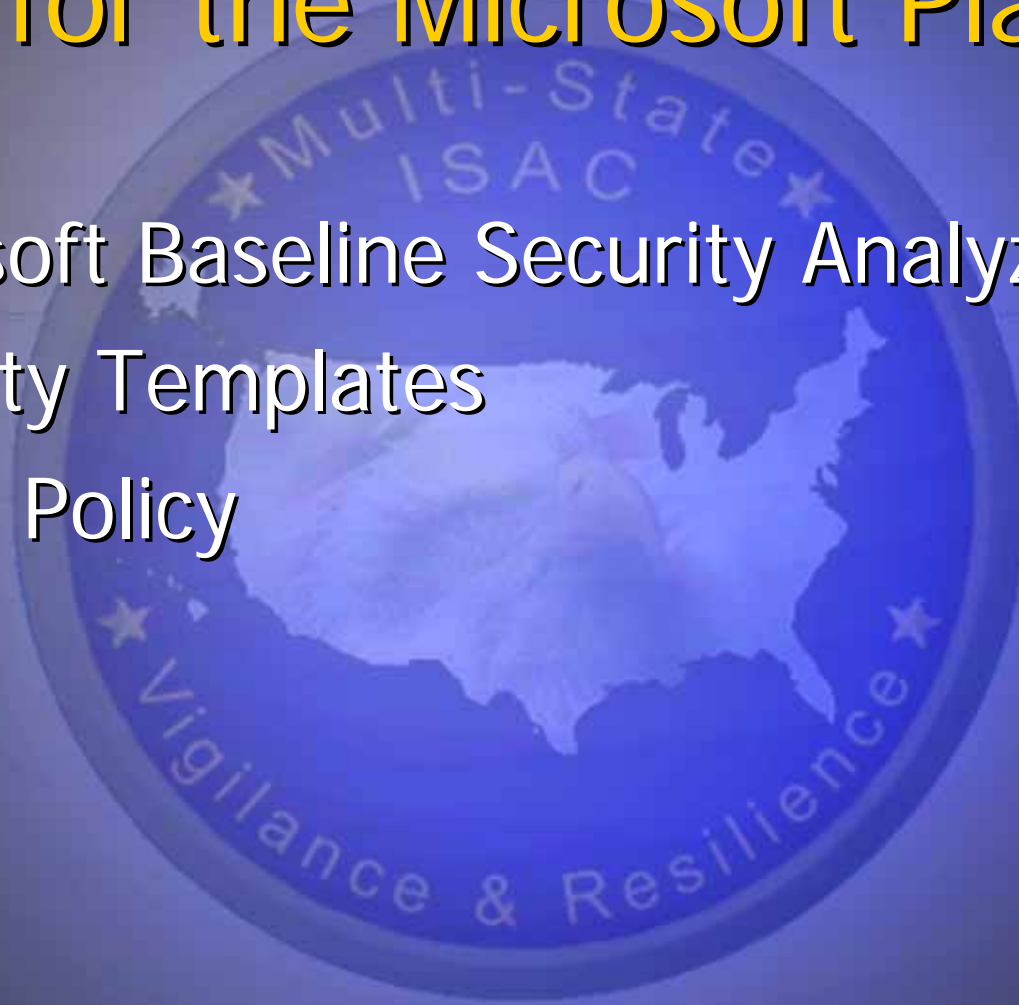 for the Microsoft Pla
Multi-State
ISAC
soft Baseline Security Analyz
ty Templates
Policy
Vigilance & Resilience